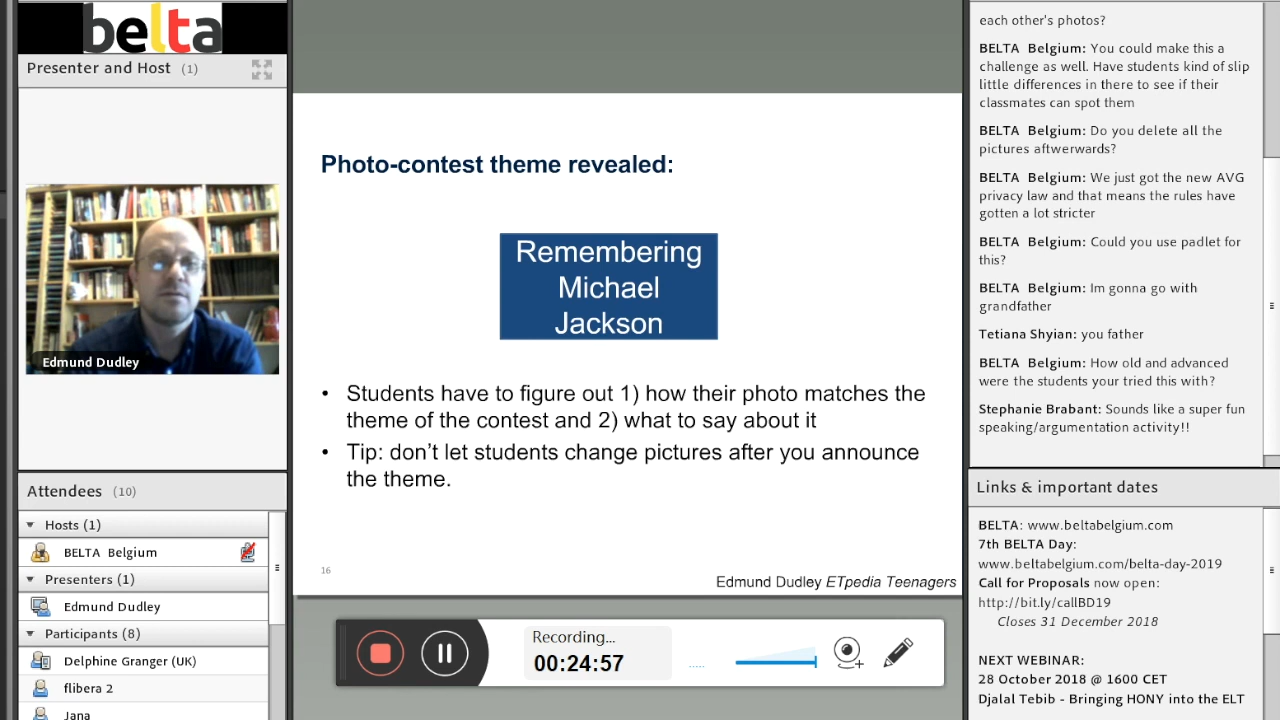 belta
Presenter and Host (1)
Edmund Dudley
Attendees (10)
Hosts (1)
BELTA Belgium
Presenters (1)
Edmund Dudley
Participants (8)
Delphine Granger (UK)
flibera 2
Jana
Photo-contest theme revealed:
Remembering
Michael
Jackson
• Students have to figure out 1) how their photo matches the
theme of the contest and 2) what to say about it
• Tip: don't let students change pictures after you announce
the theme.
16
Edmund Dudley ETpedia Teenagers
Recording...
00:24:57
each other's photos?
BELTA Belgium: You could make this a
challenge as well. Have students kind of slip
little differences in there to see if their
classmates can spot them
BELTA Belgium: Do you delete all the
pictures aftwerwards?
BELTA Belgium: We just got the new AVG
privacy law and that means the rules have
gotten a lot stricter
BELTA Belgium: Could you use padlet for
this?
BELTA Belgium: Im gonna go with
grandfather
Tetiana Shyian: you father
BELTA Belgium: How old and advanced
were the students your tried this with?
Stephanie Brabant: Sounds like a super fun
speaking/argumentation activity!!
Links & important dates
BELTA: www.beltabelgium.com
7th BELTA Day:
www.beltabelgium.com/belta-day-2019
Call for Proposals now open:
http://bit.ly/callBD19
Closes 31 December 2018
NEXT WEBINAR:
28 October 2018 @ 1600 CET
Djalal Tebib - Bringing HONY into the ELT